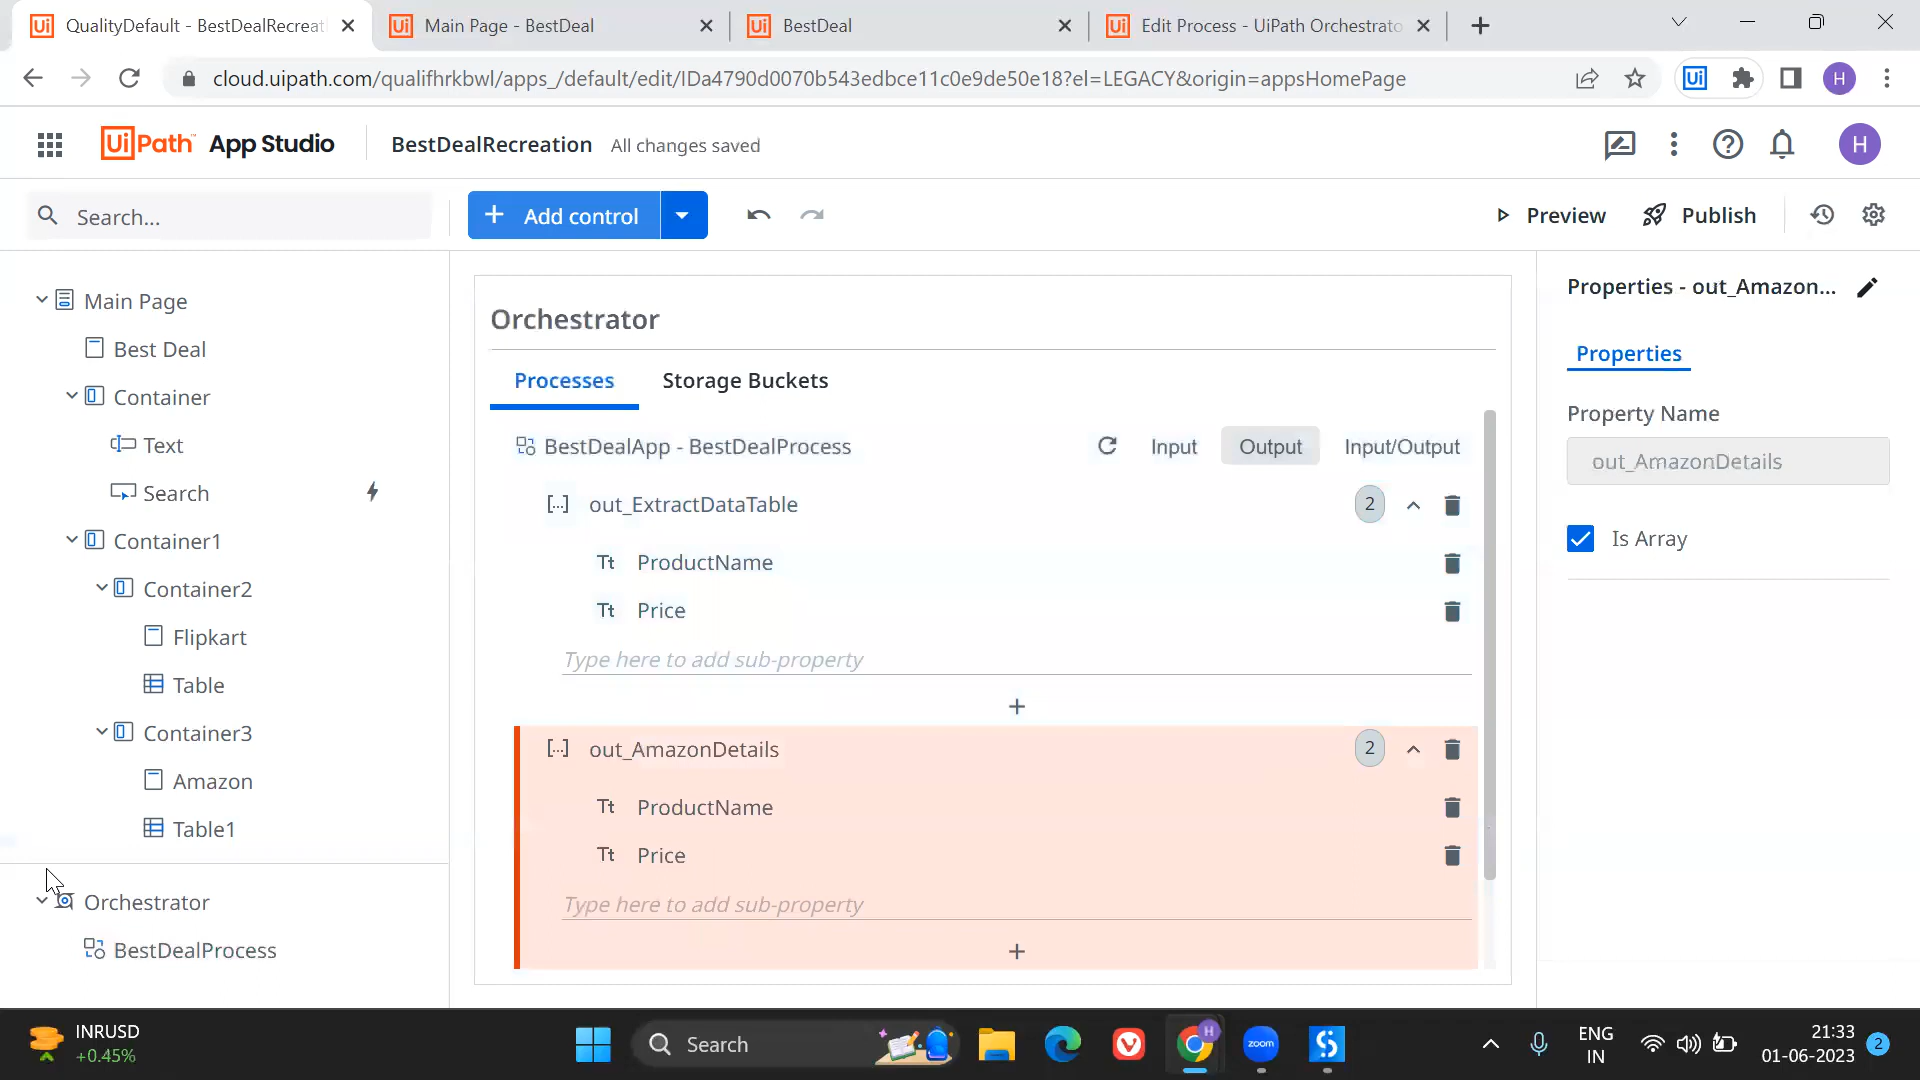 QualityDefault - BestDealRecreat
Main Page - BestDeal
BestDeal
Edit Process - UiPath Orchestrato
cloud.uipath.com/qualifhrkbwl/apps_/default/edit/IDa4790d0070b543edbce11c0e9de50e18?el=LEGACY&origin=appsHomePage
Ui
H
UiPath App Studio
BestDealRecreation
All changes saved
H
Search...
+ Add control
Preview
Publish
Main Page
Best Deal
Container
Text
Search
Container1
Container2
Flipkart
Table
Container3
Amazon
Table1
Orchestrator
BestDealProcess
Orchestrator
Processes
Storage Buckets
BestDealApp - BestDealProcess
Input
Output
Input/Output
[...] out_ExtractDataTable
2
Tt ProductName
Tt Price
Type here to add sub-property
+
[...] out_AmazonDetails
2
Tt ProductName
Tt Price
Type here to add sub-property
+
Properties - out_Amazon...
Properties
Property Name
out_AmazonDetails
Is Array
INRUSD
+0.45%
Search
H
zoom
ENG
IN
21:33
01-06-2023
2